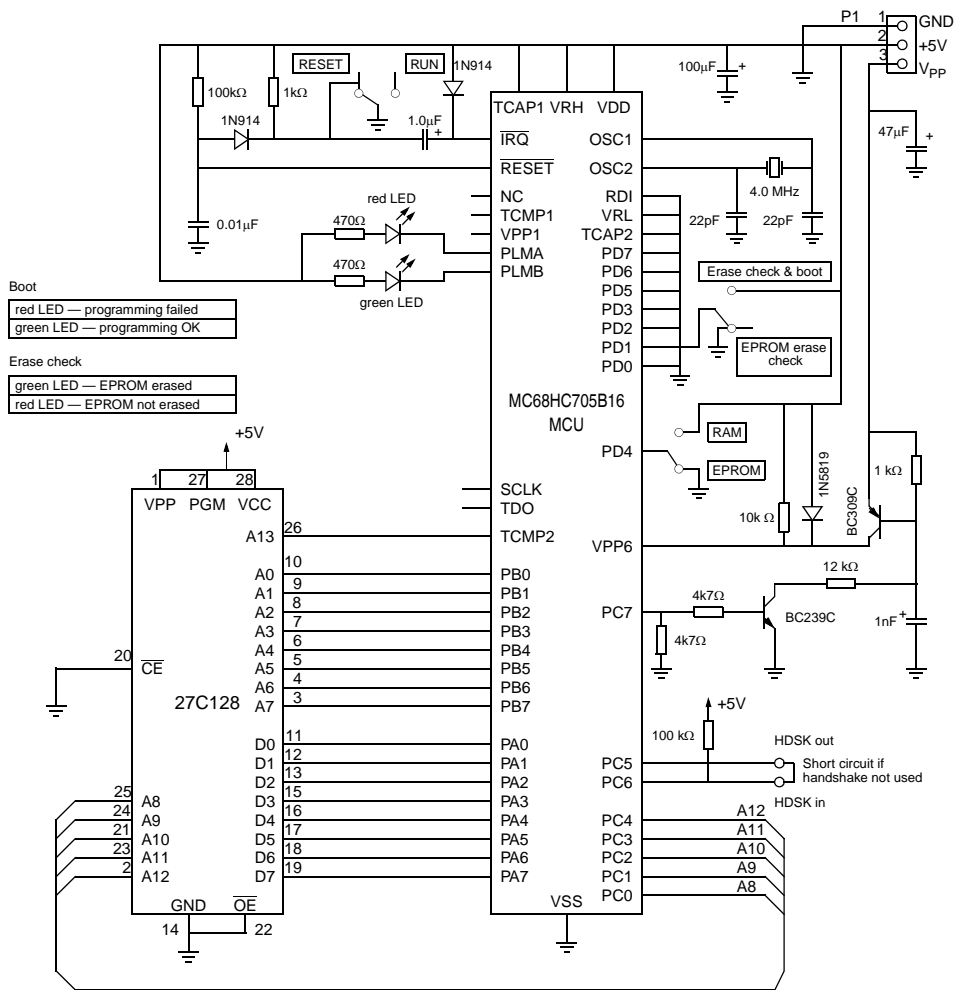 P1 1 GND
2 +5V
3 VPP
RESET RUN 1N914
100kΩ 1kΩ
1N914 1.0µF +
100µF +
47µF +
TCAP1 VRH VDD
IRQ OSC1
RESET OSC2
4.0 MHz
NC RDI
TCMP1 VRL
VPP1 TCAP2
22pF 22pF
0.01µF
red LED
470Ω
PLMA PD7
470Ω
PLMB PD6
green LED
Erase check & boot
PD5
PD3
PD2
PD1
PD0
EPROM erase
check
Boot
red LED — programming failed
green LED — programming OK
Erase check
green LED — EPROM erased
red LED — EPROM not erased
MC68HC705B16
MCU
RAM
PD4
EPROM
+5V
1 27 28
VPP PGM VCC
SCLK
TDO
A13 26 TCMP2
10k Ω
1N5819
BC309C
1 kΩ
VPP6
12 kΩ
A0 10 PB0
A1 9 PB1
A2 8 PB2
A3 7 PB3
A4 6 PB4
A5 5 PB5
A6 4 PB6
A7 3 PB7
PC7
4k7Ω
4k7Ω
BC239C
1nF +
20 CE
27C128
+5V
100 kΩ
HDSK out
PC5
PC6
Short circuit if
handshake not used
HDSK in
D0 11 PA0
D1 12 PA1
D2 13 PA2
D3 15 PA3
D4 16 PA4
D5 17 PA5
D6 18 PA6
D7 19 PA7
25 A8
24 A9
21 A10
23 A11
2 A12
PC4 A12
PC3 A11
PC2 A10
PC1 A9
PC0 A8
GND OE
14 22
VSS